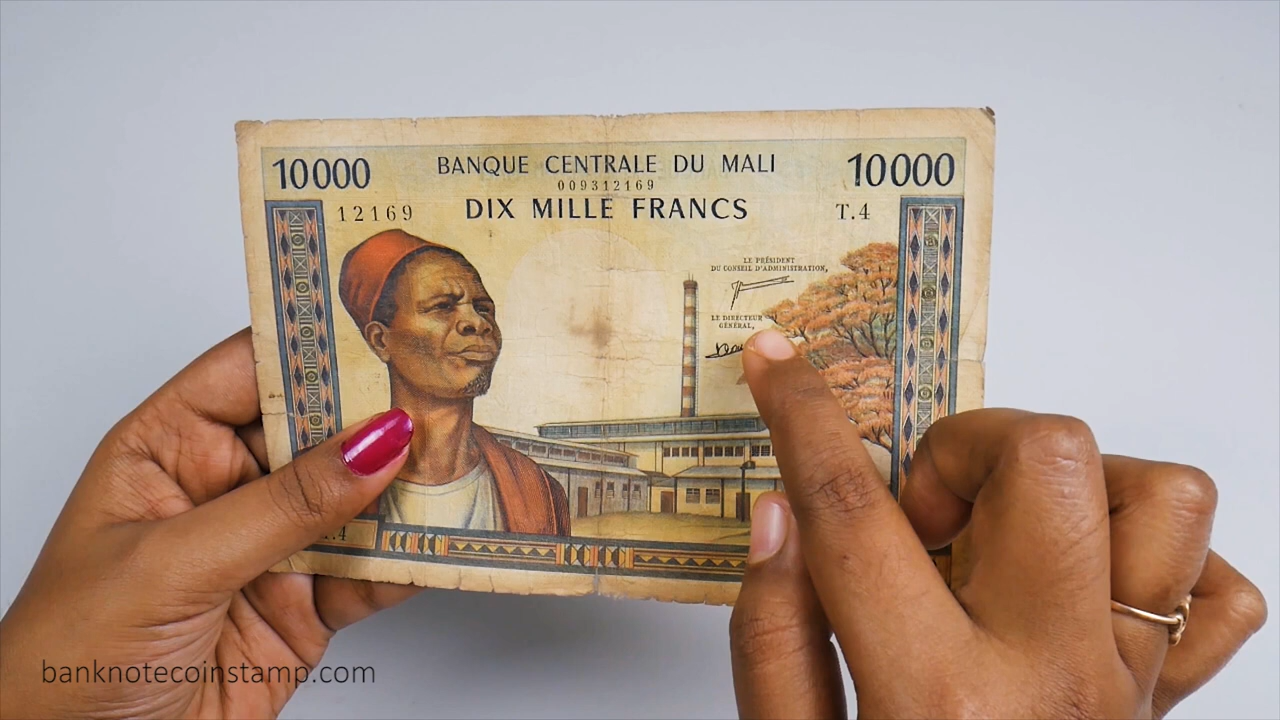 10000 BANQUE CENTRALE DU MALI 10000
009312169
12169 DIX MILLE FRANCS T.4
LE PRÉSIDENT
DU CONSEIL D'ADMINISTRATION,
LE DIRECTEUR
GÉNÉRAL,
.4
banknotecoinstamp.com